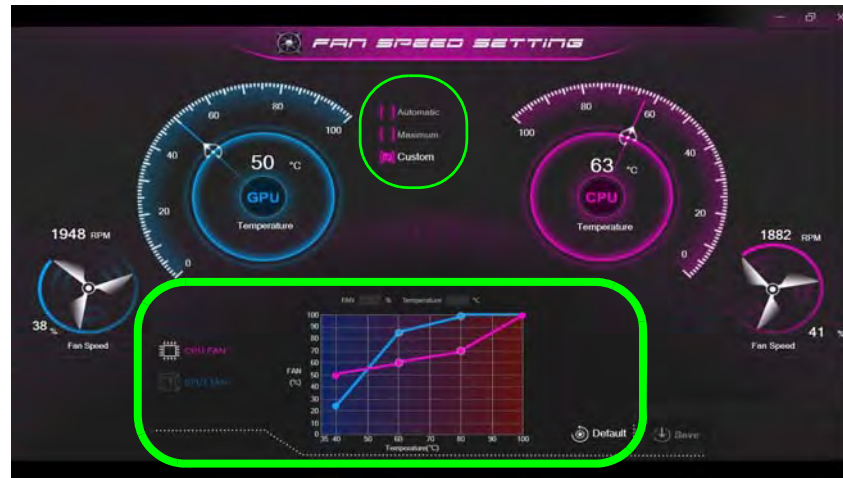 FAN SPEED SETTING
0
20
40
60
80
100
50 °C
GPU
Temperature
Automatic
Maximum
Custom
100
80
60
40
20
0
63 °C
CPU
Temperature
1948 RPM
38 %
Fan Speed
1882 RPM
41 %
Fan Speed
FAN % Temperature °C
CPU FAN
FAN
(%)
100
90
80
70
60
50
40
30
20
10
0
35 40 50 60 70 80 90 100
Temperature(°C)
Default
Save